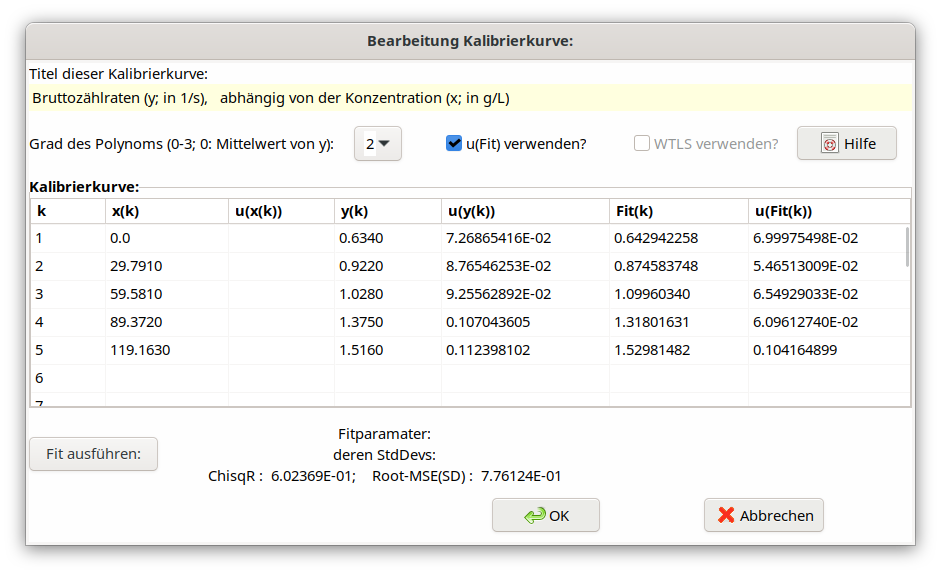 Bearbeitung Kalibrierkurve:
Titel dieser Kalibrierkurve:
Bruttozählraten (y; in 1/s), abhängig von der Konzentration (x; in g/L)
Grad des Polynoms (0-3; 0: Mittelwert von y): 2 u(Fit) verwenden? WTLS verwenden? Hilfe
Kalibrierkurve:
k x(k) u(x(k)) y(k) u(y(k)) Fit(k) u(Fit(k))
1 0.0 0.6340 7.26865416E-02 0.642942258 6.99975498E-02
2 29.7910 0.9220 8.76546253E-02 0.874583748 5.46513009E-02
3 59.5810 1.0280 9.25562892E-02 1.09960340 6.54929033E-02
4 89.3720 1.3750 0.107043605 1.31801631 6.09612740E-02
5 119.1630 1.5160 0.112398102 1.52981482 0.104164899
6
7
Fitparamater:
Fit ausführen: deren StdDevs:
ChisqR : 6.02369E-01; Root-MSE(SD) : 7.76124E-01
OK Abbrechen